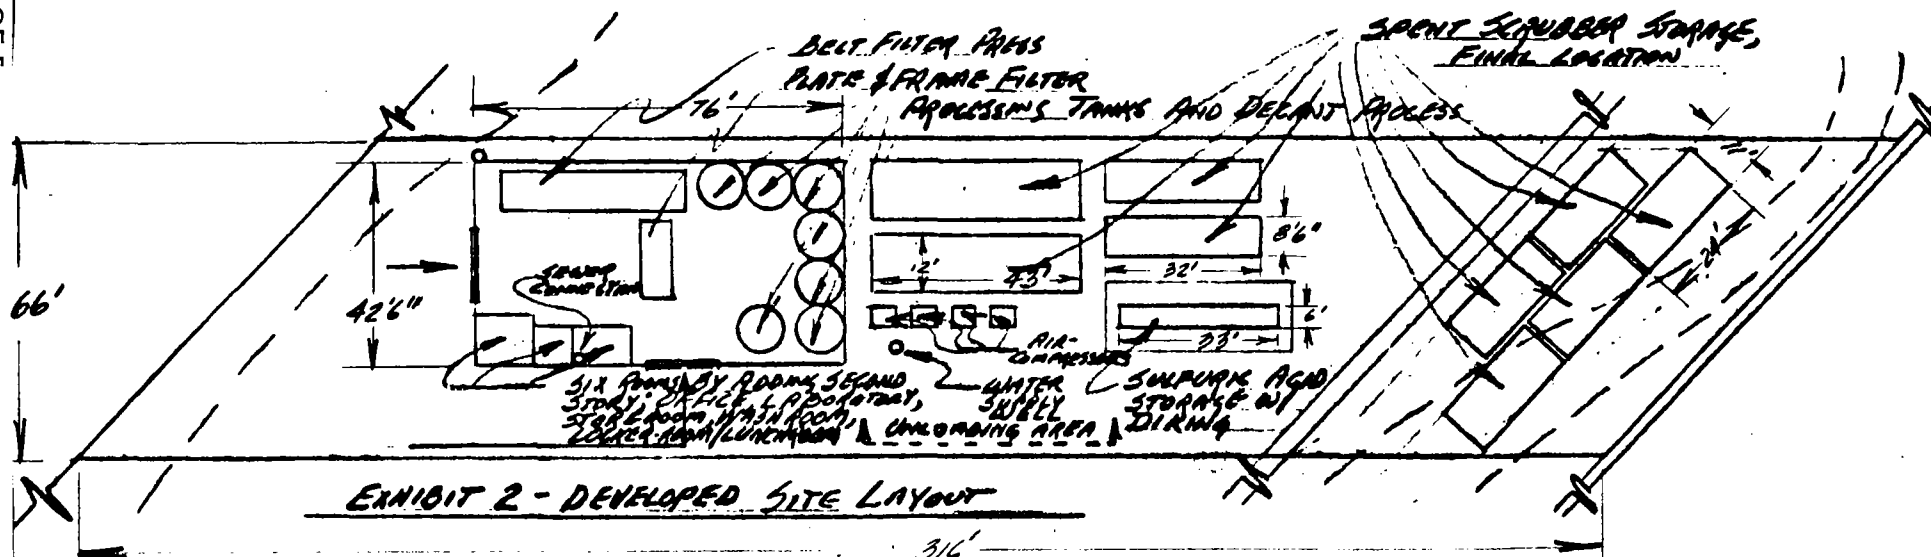 BELT FILTER PRESS
PLATE & FRAME FILTER
PROCESSING TANKS AND DECANT PROCESS
SPENT SCRUBBER STORAGE,
FINAL LOCATION
76'
66'
42'6"
SEWER
CONNECTION
12'
43'
32'
8'6"
6'
33'
24'
AIR-
COMPRESSORS
WATER
SUPPLY
SULFURIC ACID
STORAGE W/
DIKING
SIX ROOMS BY ADDING SECOND
STORY; OFFICE, LABORATORY,
STOREROOM, WASHROOM,
LOCKER-ROOM/LUNCHROOM
UNLOADING AREA
EXHIBIT 2 - DEVELOPED SITE LAYOUT
316'